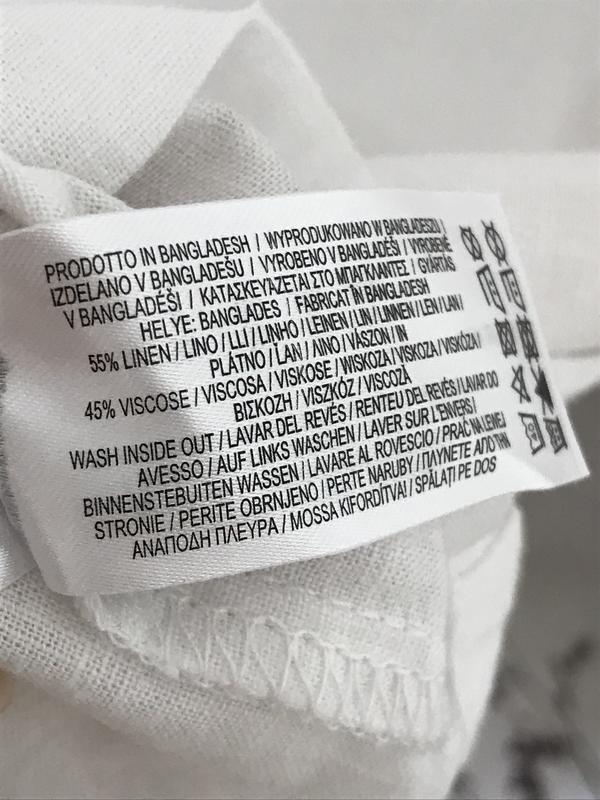 PRODOTTO IN BANGLADESH / WYPRODUKOWANO W BANGLADESZU /
IZDELANO V BANGLADEŠU / VYROBENO V BANGLADÉŠI / VYROBENÉ
V BANGLADÉŠI / ΚΑΤΑΣΚΕΥΑΖΕΤΑΙ ΣΤΟ ΜΠΑΓΚΛΑΝΤΕΣ / GYÁRTÁS
HELYE: BANGLADES / FABRICAT ÎN BANGLADESH
55% LINEN / LINO / LLI / LINHO / LEINEN / LIN / LINNEN / LEN / LAN /
PLÁTNO / ĽAN / ΛΙΝΟ / VÁSZON / IN
45% VISCOSE / VISCOSA / VISKOSE / WISKOZA / VISKOZA / VISKÓZA /
ΒΙΣΚΟΖΗ / VISZKÓZ / VISCOZĂ
WASH INSIDE OUT / LAVAR DEL REVÉS / RENTEU DEL REVÉS / LAVAR DO
AVESSO / AUF LINKS WASCHEN / LAVER SUR L'ENVERS /
BINNENSTEBUITEN WASSEN / LAVARE AL ROVESCIO / PRAĆ NA LEWEJ
STRONIE / PERITE OBRNJENO / PERTE NARUBY / ΠΛΥΝΕΤΕ ΑΠΟ ΤΗΝ
ΑΝΑΠΟΔΗ ΠΛΕΥΡΑ / MOSSA KIFORDÍTVA! / SPĂLAȚI PE DOS